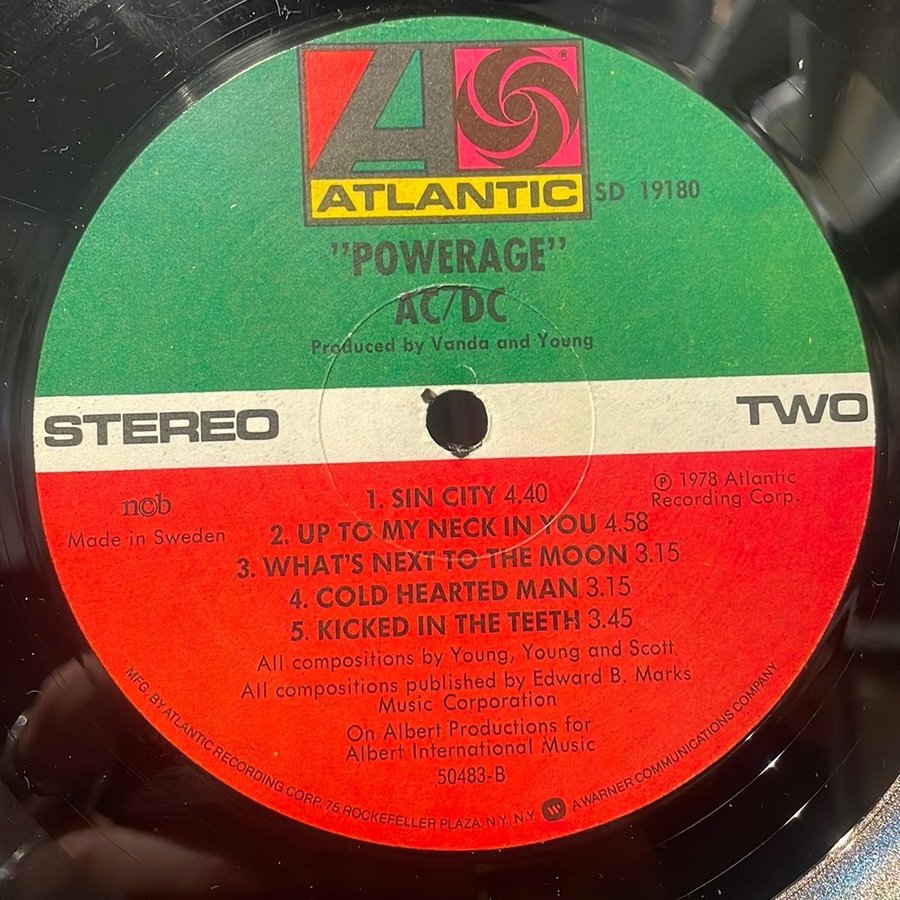 ATLANTIC ®
SD 19180
"POWERAGE"
AC/DC
Produced by Vanda and Young
STEREO
TWO
ncb
Made in Sweden
℗ 1978 Atlantic
Recording Corp.
1. SIN CITY 4.40
2. UP TO MY NECK IN YOU 4.58
3. WHAT'S NEXT TO THE MOON 3.15
4. COLD HEARTED MAN 3.15
5. KICKED IN THE TEETH 3.45
All compositions by Young, Young and Scott
All compositions published by Edward B. Marks
Music Corporation
On Albert Productions for
Albert International Music
50483-B
MFG. BY ATLANTIC RECORDING CORP. 75, ROCKEFELLER PLAZA, N.Y., N.Y. A WARNER COMMUNICATIONS COMPANY